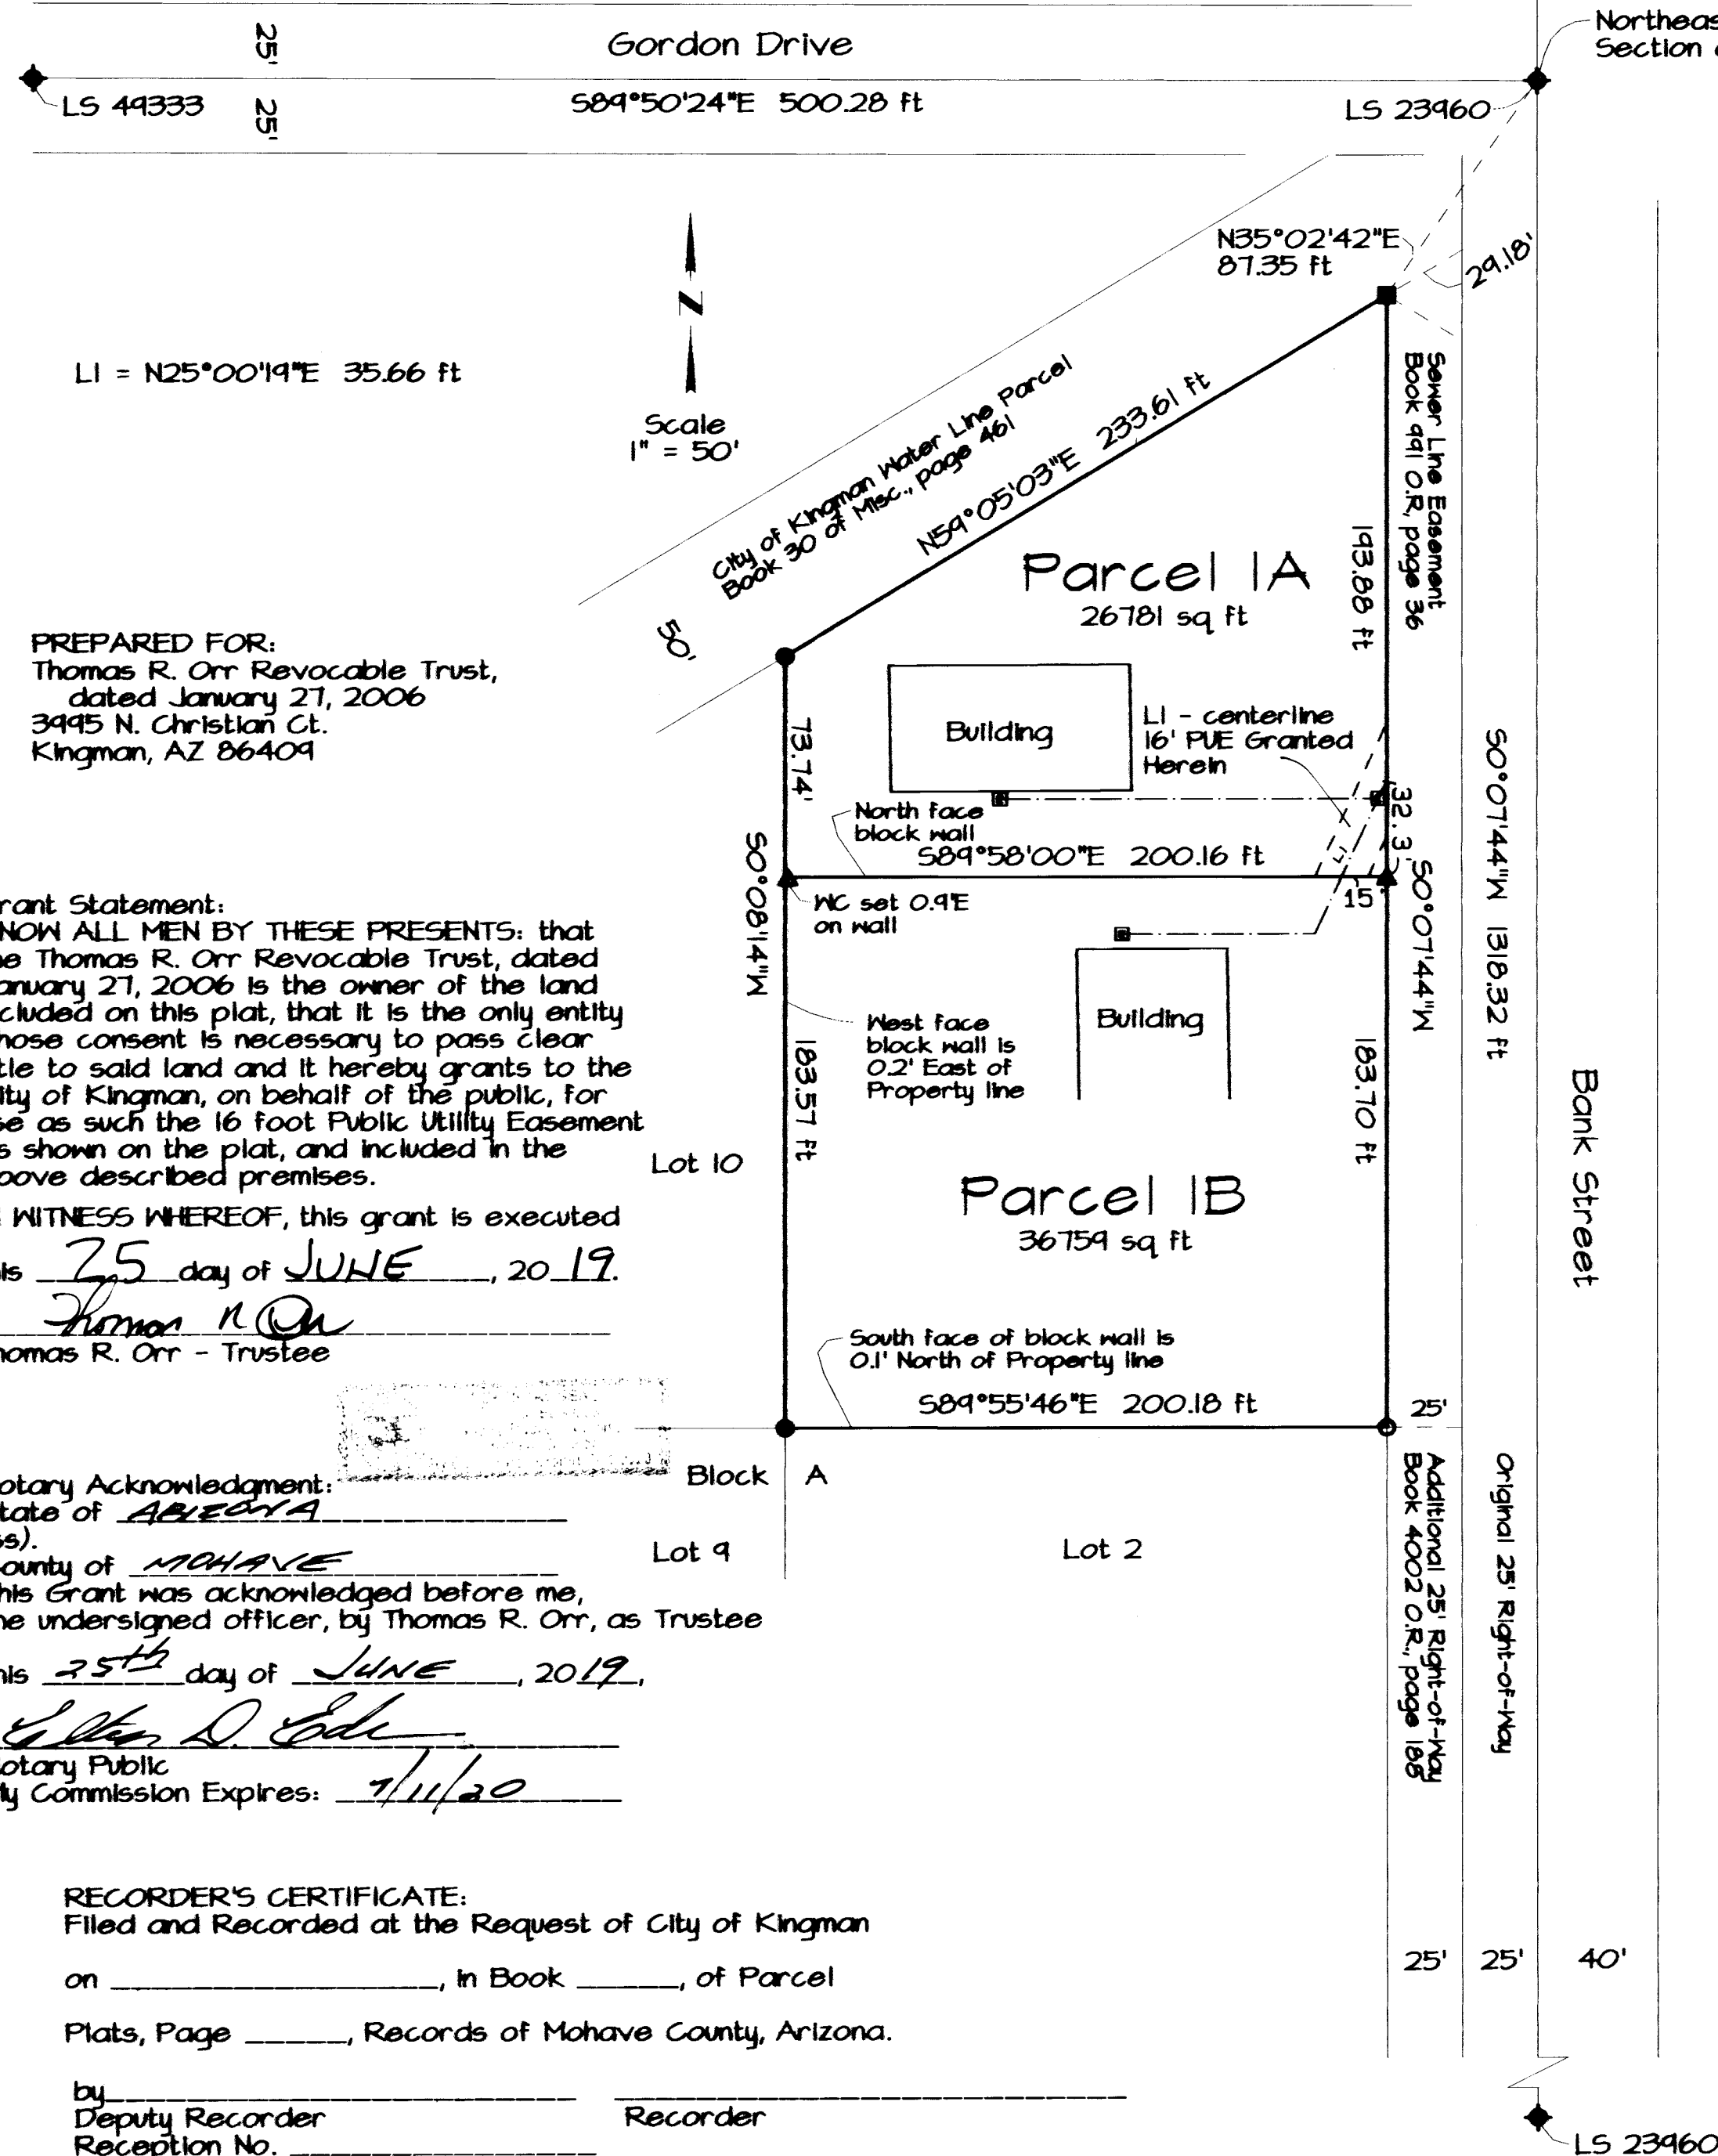 Northeas
Section
25'
Gordon Drive
LS 49333
25'
S89°50'24"E 500.28 ft
LS 23960
N35°02'42"E
87.35 ft
29.18'
N
Scale
1" = 50'
L1 = N25°00'19"E 35.66 ft
City of Kingman Water Line Parcel
Book 30 of Misc., page 461
N59°05'03"E 233.61 ft
50'
Sewer Line Easement
Book 991 O.R, page 36
193.88 ft
Parcel 1A
26781 sq ft
PREPARED FOR:
Thomas R. Orr Revocable Trust,
dated January 27, 2006
3995 N. Christian Ct.
Kingman, AZ 86409
73.74'
Building
L1 - centerline
16' PUE Granted
Herein
North face
block wall
S89°58'00"E 200.16 ft
L1
32.3
15'
S0°08'14"W
WC set 0.9'E
on wall
S0°07'44"W
S0°07'44"W 1318.32 ft
rant Statement:
NOW ALL MEN BY THESE PRESENTS: that
e Thomas R. Orr Revocable Trust, dated
anuary 27, 2006 is the owner of the land
cluded on this plat, that it is the only entity
hose consent is necessary to pass clear
tle to said land and it hereby grants to the
ity of Kingman, on behalf of the public, for
se as such the 16 foot Public Utility Easement
s shown on the plat, and included in the
bove described premises.
WITNESS WHEREOF, this grant is executed
is 25 day of JUNE, 20 19.
Thomas R Orr
homas R. Orr - Trustee
West face
block wall is
0.2' East of
Property line
Building
183.57 ft
183.70 ft
Lot 10
Parcel 1B
36759 sq ft
Bank Street
South face of block wall is
0.1' North of Property line
S89°55'46"E 200.18 ft
25'
Block A
Lot 9
Lot 2
Additional 25' Right-of-Way
Book 4002 O.R., page 188
Original 25' Right-of-Way
otary Acknowledgment:
tate of ARIZONA
ss).
ounty of MOHAVE
his Grant was acknowledged before me,
he undersigned officer, by Thomas R. Orr, as Trustee
his 25th day of JUNE, 2019,
otary Public
ly Commission Expires: 7/11/20
RECORDER'S CERTIFICATE:
Filed and Recorded at the Request of City of Kingman
on ____________, in Book _____, of Parcel
Plats, Page _____, Records of Mohave County, Arizona.
by____________
Deputy Recorder
Recorder
Reception No. ____________
25'
25'
40'
LS 23960